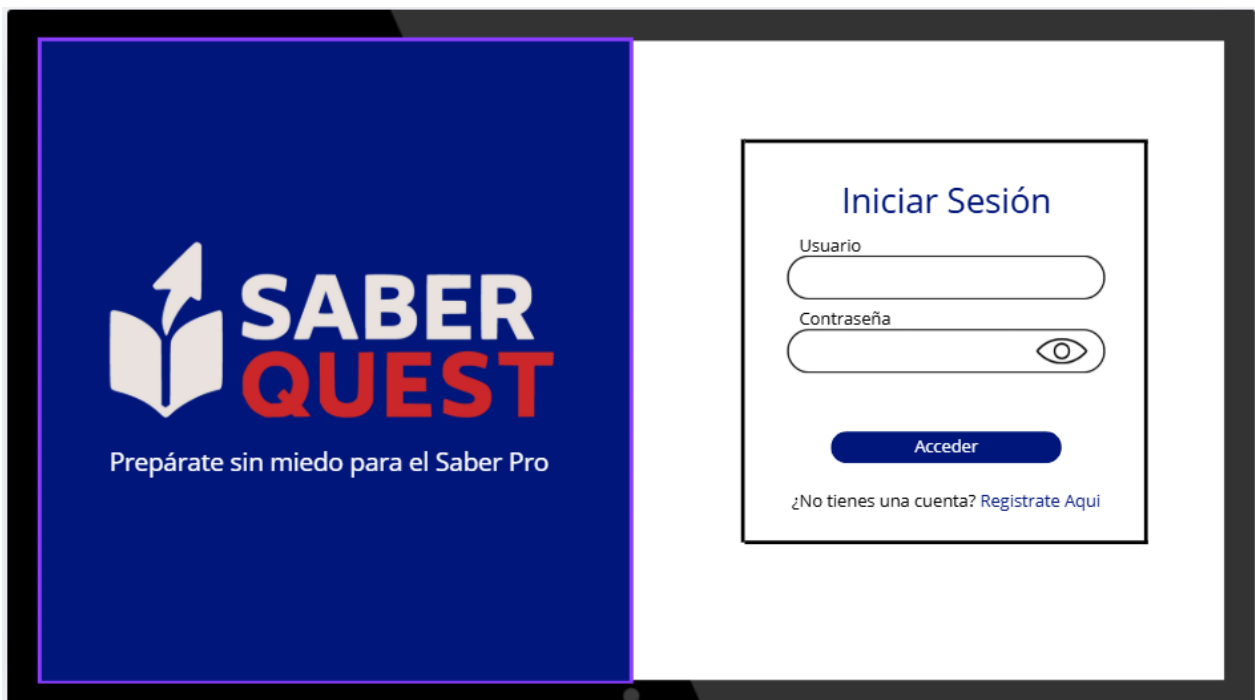 SABER
QUEST
Prepárate sin miedo para el Saber Pro
Iniciar Sesión
Usuario
Contraseña
Acceder
¿No tienes una cuenta? Registrate Aqui